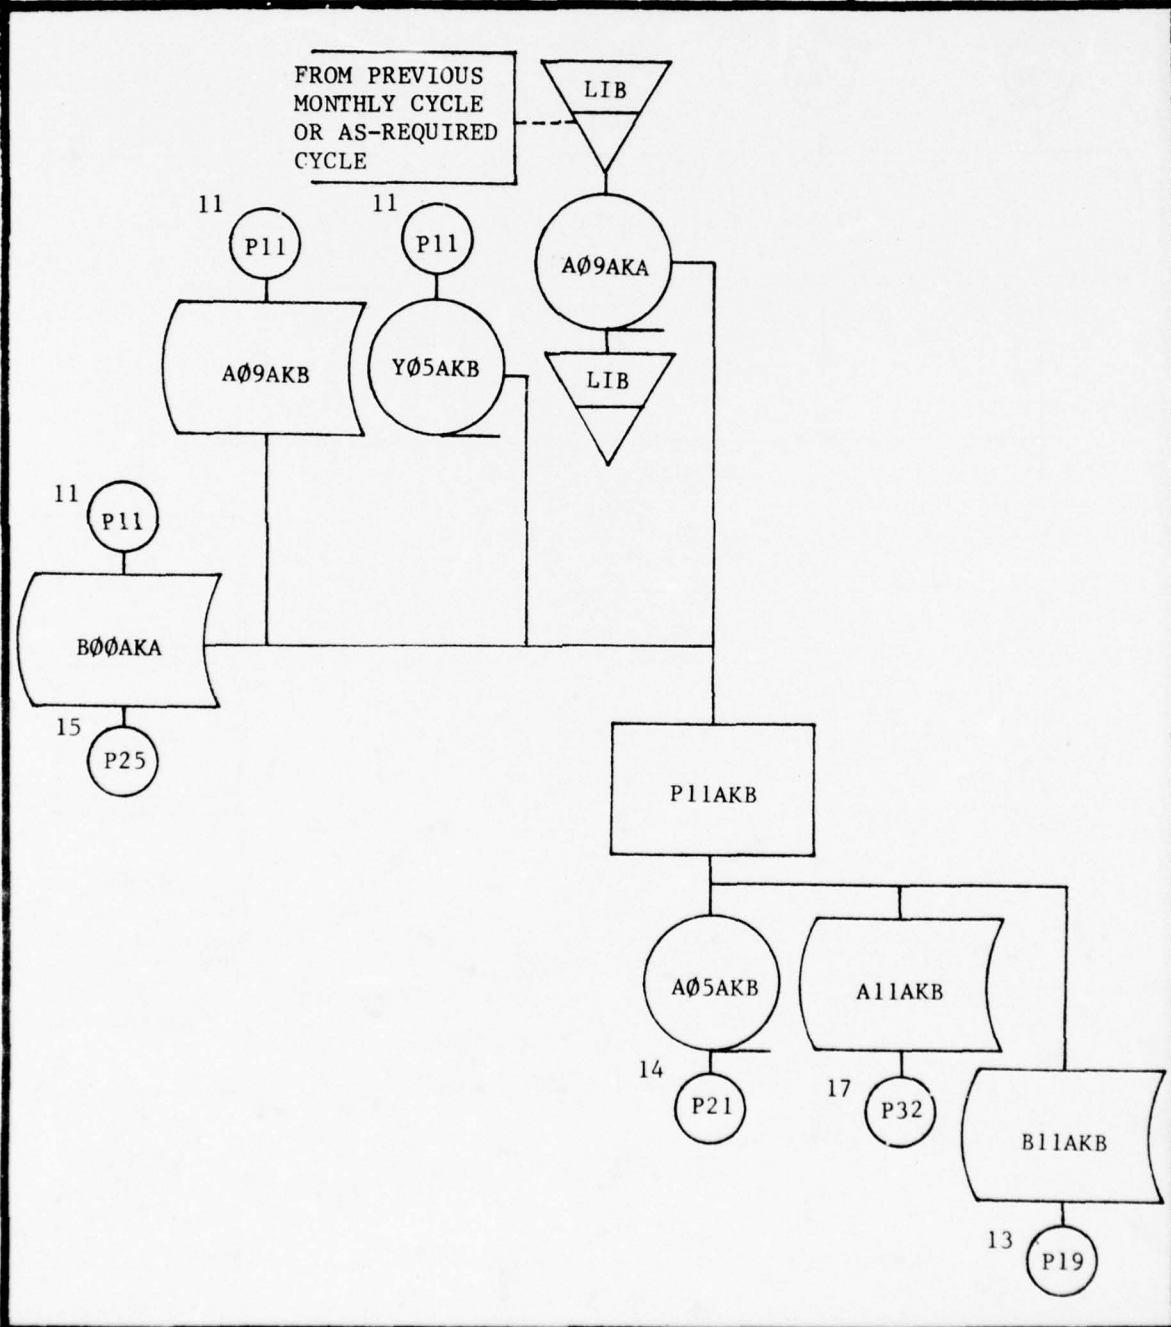 FROM PREVIOUS
MONTHLY CYCLE
OR AS-REQUIRED
CYCLE
LIB
11
P11
11
P11
AØ9AKA
AØ9AKB
YØ5AKB
LIB
11
P11
BØØAKA
15
P25
P11AKB
AØ5AKB
A11AKB
14
P21
17
P32
B11AKB
13
P19